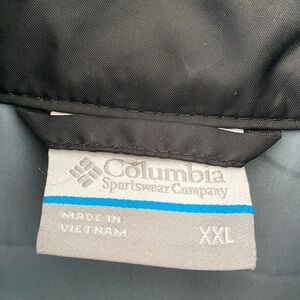 Columbia
Sportswear Company
MADE IN
VIETNAM
XXL